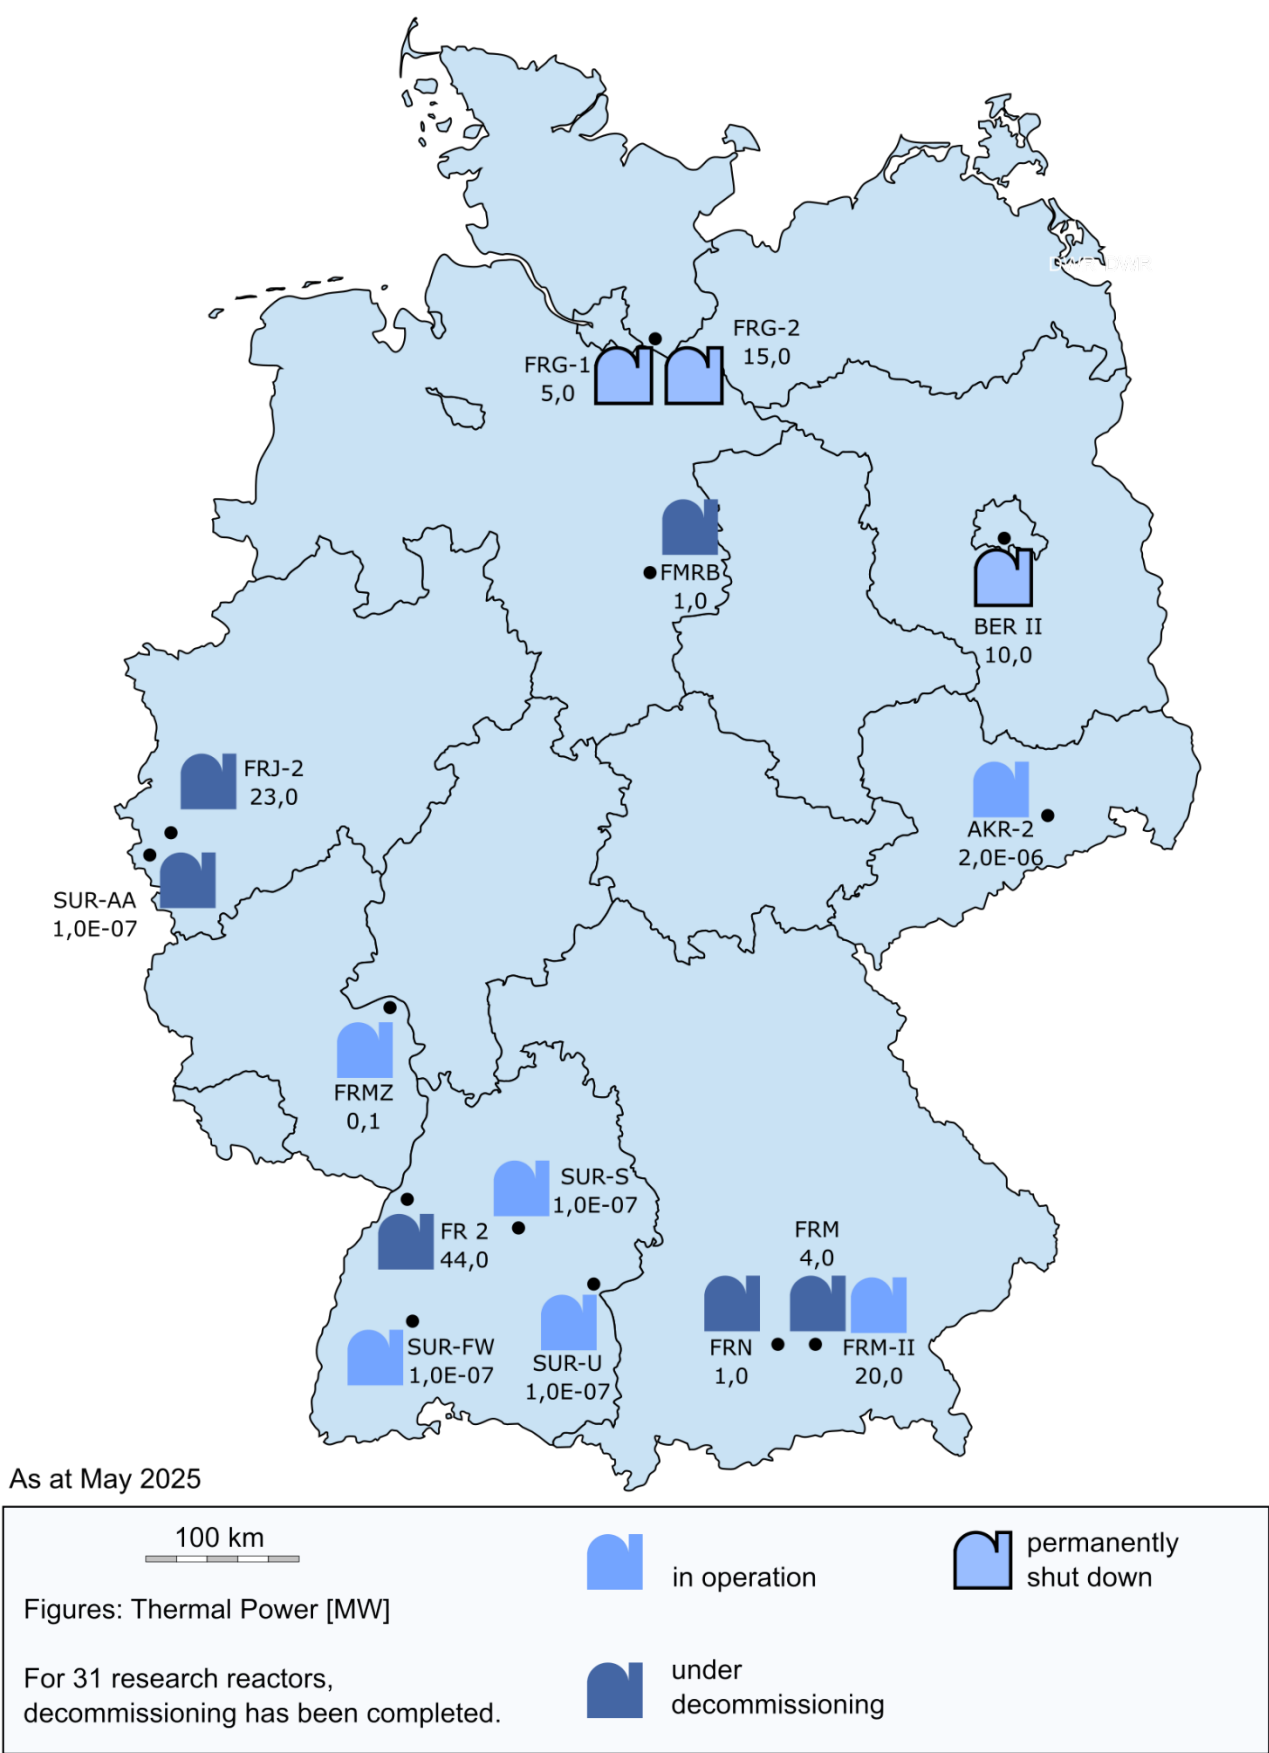 FRG-2
15,0
FRG-1
5,0
FMRB
1,0
BER II
10,0
FRJ-2
23,0
AKR-2
2,0E-06
SUR-AA
1,0E-07
FRMZ
0,1
SUR-S
1,0E-07
FR 2
44,0
FRM
4,0
SUR-FW
1,0E-07
SUR-U
1,0E-07
FRN
1,0
FRM-II
20,0
As at May 2025
100 km
Figures: Thermal Power [MW]
For 31 research reactors,
decommissioning has been completed.
in operation
under
decommissioning
permanently
shut down